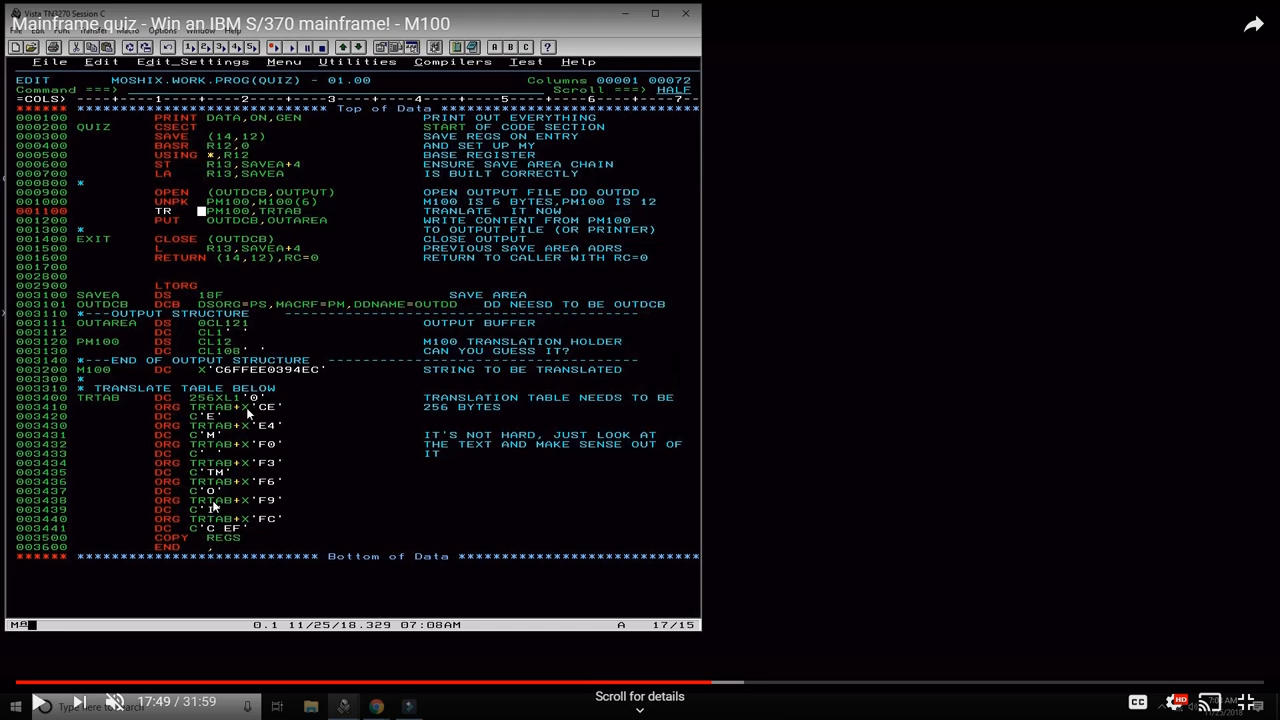 Vista TN3270 Session C
Mainframe quiz - Win an IBM S/370 mainframe! - M100
File Edit Font Transfer Macro Options Window Help
A B C ?
File Edit Edit_Settings Menu Utilities Compilers Test Help
EDIT MOSHIX.WORK.PROG(QUIZ) - 01.00 Columns 00001 00072
Command ===> Scroll ===> HALF
=COLS> ----+----1----+----2----+----3----+----4----+----5----+----6----+----7--
****** *************************** Top of Data ****************************
000100 PRINT DATA,ON,GEN PRINT OUT EVERYTHING
000200 QUIZ CSECT START OF CODE SECTION
000300 SAVE (14,12) SAVE REGS ON ENTRY
000400 BASR R12,0 AND SET UP MY
000500 USING *,R12 BASE REGISTER
000600 ST R13,SAVEA+4 ENSURE SAVE AREA CHAIN
000700 LA R13,SAVEA IS BUILT CORRECTLY
000800 *
000900 OPEN (OUTDCB,OUTPUT) OPEN OUTPUT FILE DD OUTDD
001000 UNPK PM100,M100(6) M100 IS 6 BYTES,PM100 IS 12
001100 TR PM100,TRTAB TRANLATE IT NOW
001200 PUT OUTDCB,OUTAREA WRITE CONTENT FROM PM100
001300 * TO OUTPUT FILE (OR PRINTER)
001400 EXIT CLOSE (OUTDCB) CLOSE OUTPUT
001500 L R13,SAVEA+4 PREVIOUS SAVE AREA ADRS
001600 RETURN (14,12),RC=0 RETURN TO CALLER WITH RC=0
001700
002800
002900 LTORG
003100 SAVEA DS 18F SAVE AREA
003101 OUTDCB DCB DSORG=PS,MACRF=PM,DDNAME=OUTDD DD NEESD TO BE OUTDCB
003110 *---OUTPUT STRUCTURE ---------------------------------------
003111 OUTAREA DS 0CL121 OUTPUT BUFFER
003112 DC CL1' '
003120 PM100 DS CL12 M100 TRANSLATION HOLDER
003130 DC CL108' ' CAN YOU GUESS IT?
003140 *---END OF OUTPUT STRUCTURE ----------------------------------
003200 M100 DC X'C6FFEE0394EC' STRING TO BE TRANSLATED
003300 *
003310 * TRANSLATE TABLE BELOW
003400 TRTAB DC 256XL1'0' TRANSLATION TABLE NEEDS TO BE
003410 ORG TRTAB+X'CE' 256 BYTES
003420 DC C'E'
003430 ORG TRTAB+X'E4'
003431 DC C'M' IT'S NOT HARD, JUST LOOK AT
003432 ORG TRTAB+X'F0' THE TEXT AND MAKE SENSE OUT OF
003433 DC C' ' IT
003434 ORG TRTAB+X'F3'
003435 DC C'TM'
003436 ORG TRTAB+X'F6'
003437 DC C'O'
003438 ORG TRTAB+X'F9'
003439 DC C'I'
003440 ORG TRTAB+X'FC'
003441 DC C'C EF'
003500 COPY REGS
003600 END ,
****** ************************** Bottom of Data **************************
0.1 11/25/18.329 07:08AM A 17/15
17:49 / 31:59
Scroll for details
CC
HD